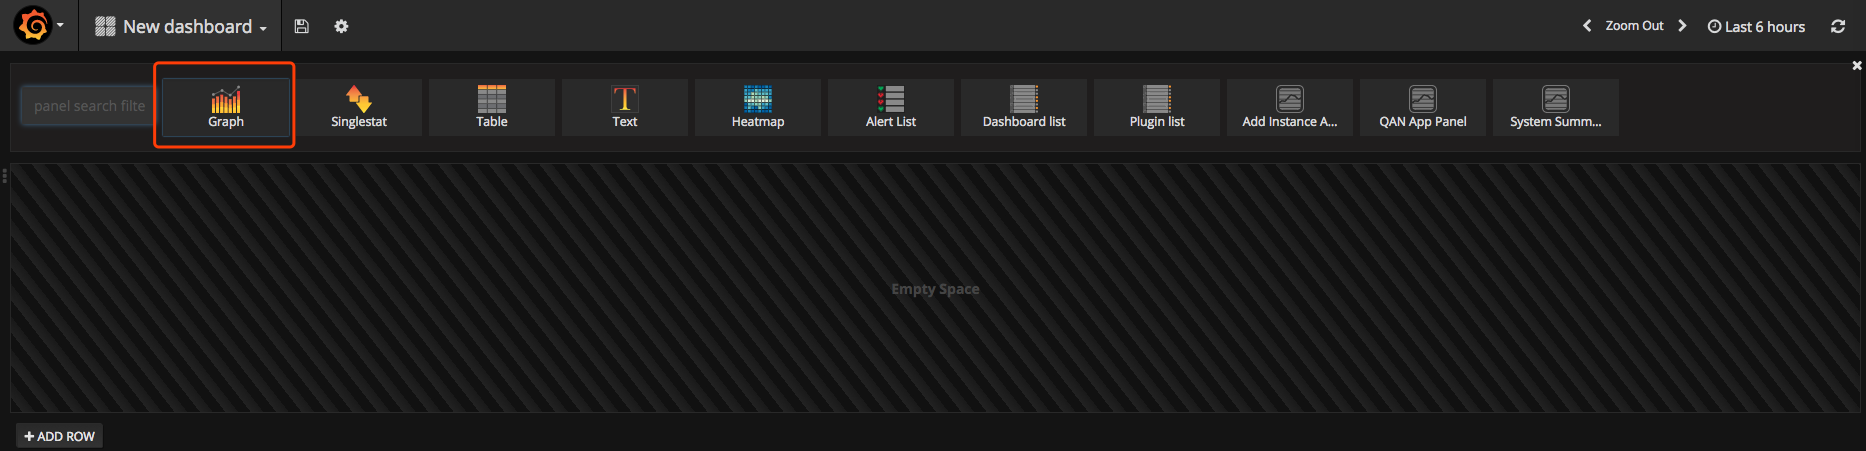 New dashboard
Zoom Out
Last 6 hours
panel search filte
Graph
Singlestat
Table
Text
Heatmap
Alert List
Dashboard list
Plugin list
Add Instance A...
QAN App Panel
System Summ...
Empty Space
+ ADD ROW